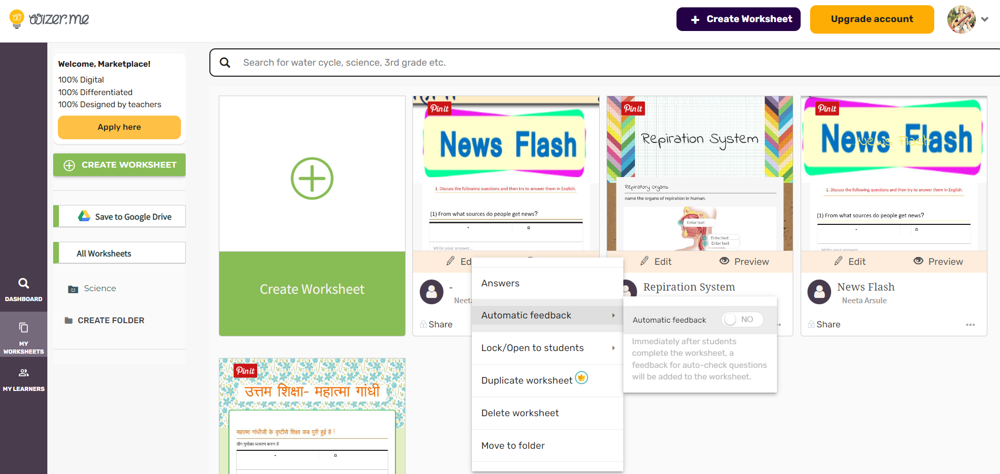 wizer.me
+ Create Worksheet
Upgrade account
Welcome, Marketplace!
100% Digital
100% Differentiated
100% Designed by teachers
Apply here
CREATE WORKSHEET
Save to Google Drive
All Worksheets
Science
CREATE FOLDER
DASHBOARD
MY
WORKSHEETS
MY LEARNERS
Search for water cycle, science, 3rd grade etc.
Create Worksheet
Pin it
News Flash
1. Discuss the following questions and then try to answer them in English.
(1) From what sources do people get news?
Ω
Write your answer...
Ed
-
Neeta
Share
Pin it
Repiration System
Repiratory Organs
name the organs of repiration in human.
Enter text
Enter text
Enter text
Edit
Preview
Repiration System
Pin it
News Flash
News Flash
1. Discuss the following questions and then try to answer them in English.
(1) From what sources do people get news?
Ω
Write your answer
Edit
Preview
News Flash
Neeta Arsule
Share
Answers
Automatic feedback
Lock/Open to students
Duplicate worksheet
Delete worksheet
Move to folder
Automatic feedback
NO
Immediately after students
complete the worksheet, a
feedback for auto-check questions
will be added to the worksheet.
Pin it
उत्तम शिक्षा- महात्मा गांधी
महात्मा गांधीजी के दृष्टीसे शिक्षा कब पुरी हुई है ?
तीन गुणोका आचरण करना है
Ω